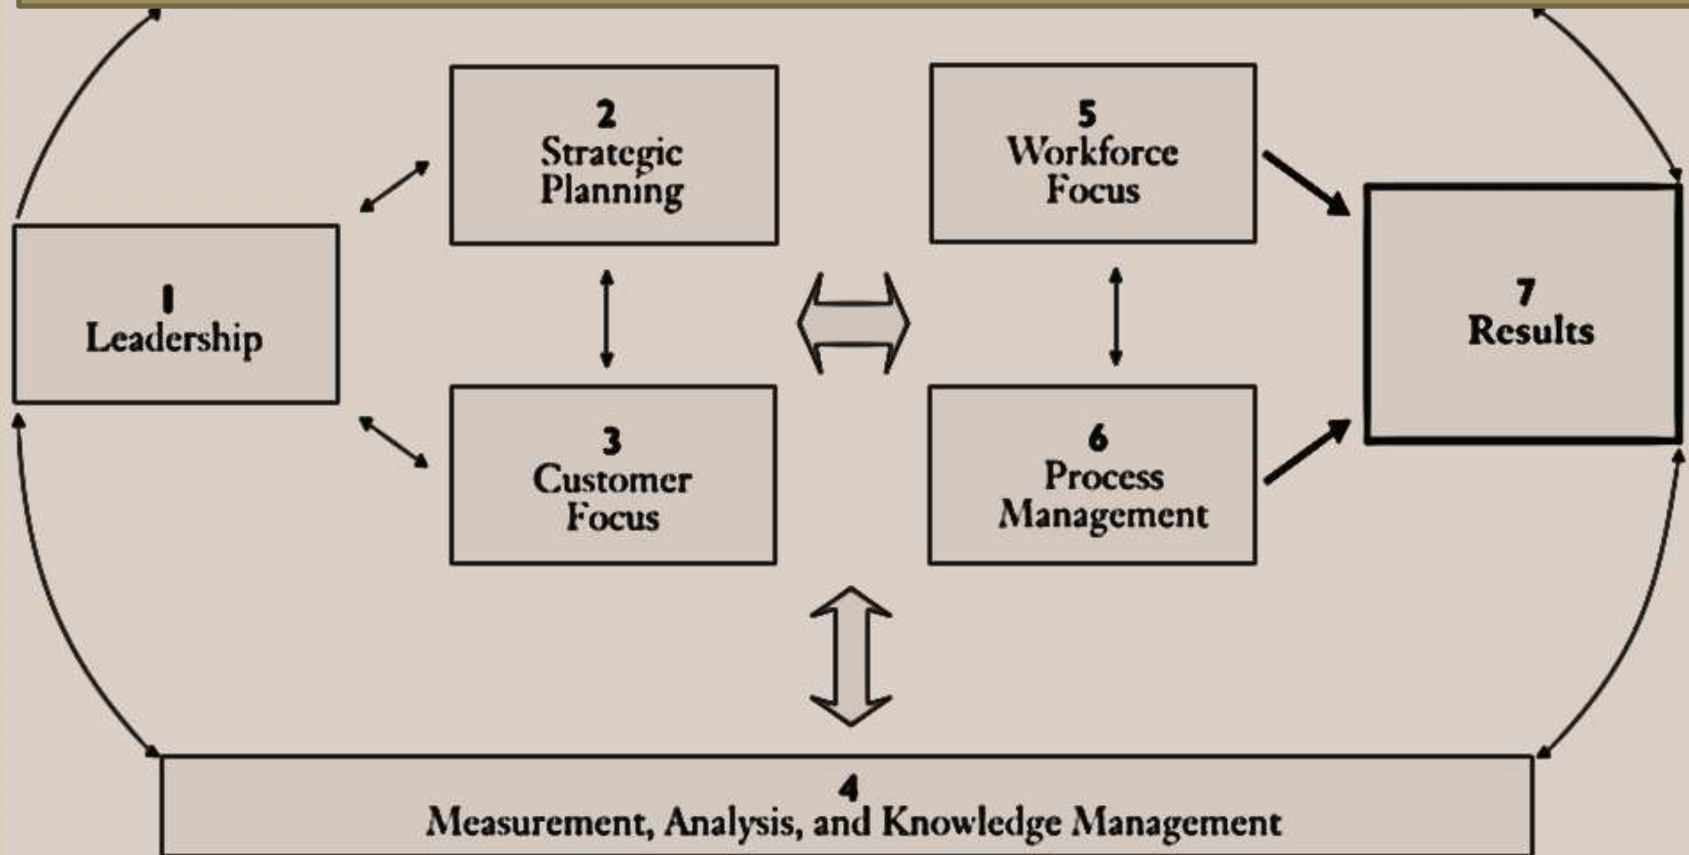 2
Strategic
Planning
5
Workforce
Focus
1
Leadership
7
Results
3
Customer
Focus
6
Process
Management
4
Measurement, Analysis, and Knowledge Management